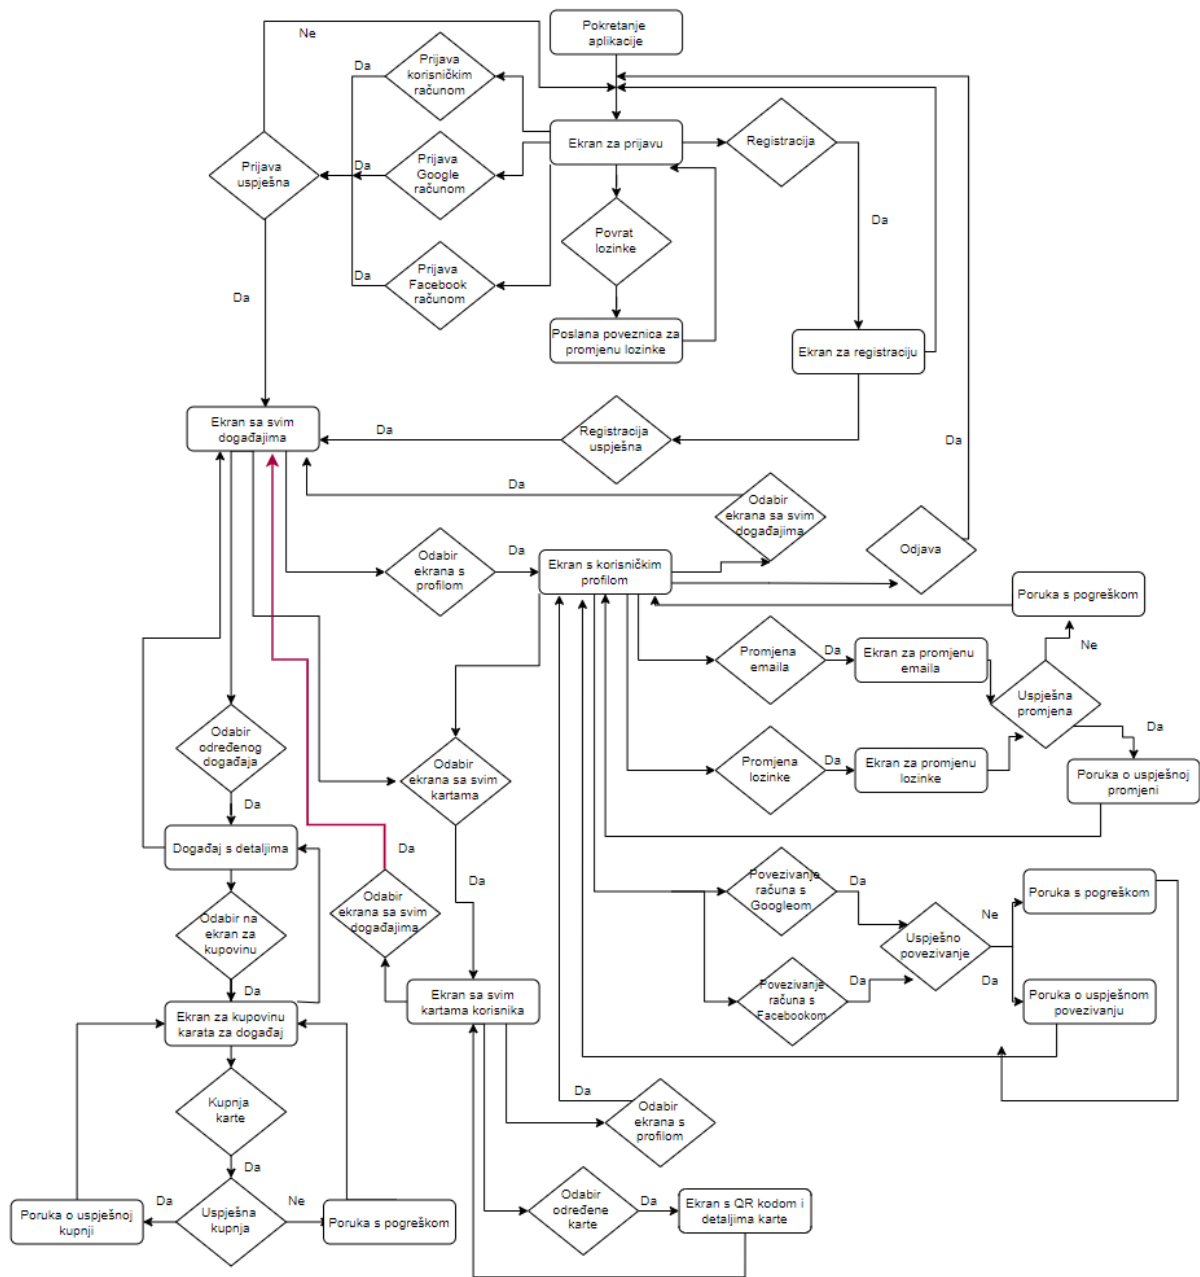 Pokretanje
aplikacije
Ne
Da
Prijava
korisničkim
računom
Ekran za prijavu
Registracija
Prijava
uspješna
Da
Prijava
Google
računom
Da
Povrat
lozinke
Da
Prijava
Facebook
računom
Da
Poslana poveznica za
promjenu lozinke
Ekran za registraciju
Ekran sa svim
događajima
Da
Registracija
uspješna
Da
Da
Odabir
ekrana sa svim
događajima
Odabir
ekrana s
profilom
Da
Ekran s korisničkim
profilom
Odjava
Poruka s pogreškom
Promjena
emaila
Da
Ekran za promjenu
emaila
Ne
Uspješna
promjena
Da
Odabir
određenog
događaja
Odabir
ekrana sa svim
kartama
Promjena
lozinke
Da
Ekran za promjenu
lozinke
Poruka o uspješnoj
promjeni
Da
Događaj s detaljima
Da
Da
Odabir
ekrana sa svim
događajima
Povezivanje
računa s
Googleom
Da
Poruka s pogreškom
Ne
Odabir na
ekran za
kupovinu
Uspješno
povezivanje
Da
Da
Ekran sa svim
kartama korisnika
Povezivanje
računa s
Facebookom
Da
Poruka o uspješnom
povezivanju
Ekran za kupovinu
karata za događaj
Kupnja
karte
Da
Odabir
ekrana s
profilom
Da
Poruka o uspješnoj
kupnji
Da
Uspješna
kupnja
Ne
Poruka s pogreškom
Odabir
određene
karte
Da
Ekran s QR kodom i
detaljima karte